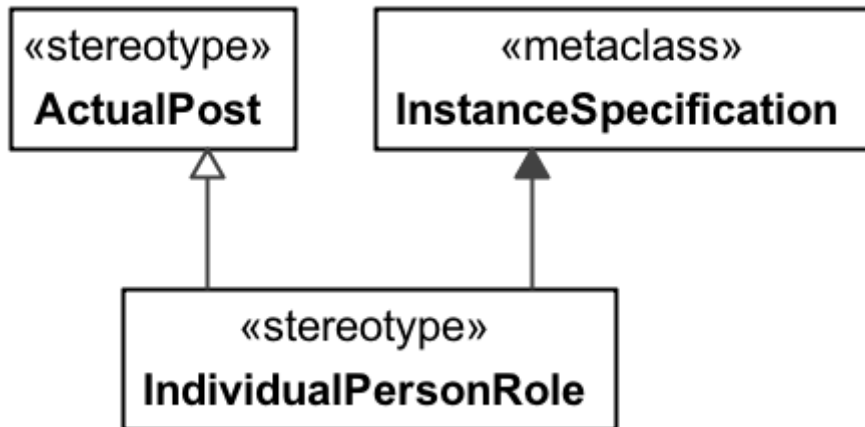 «stereotype»
ActualPost
«metaclass»
InstanceSpecification
«stereotype»
IndividualPersonRole